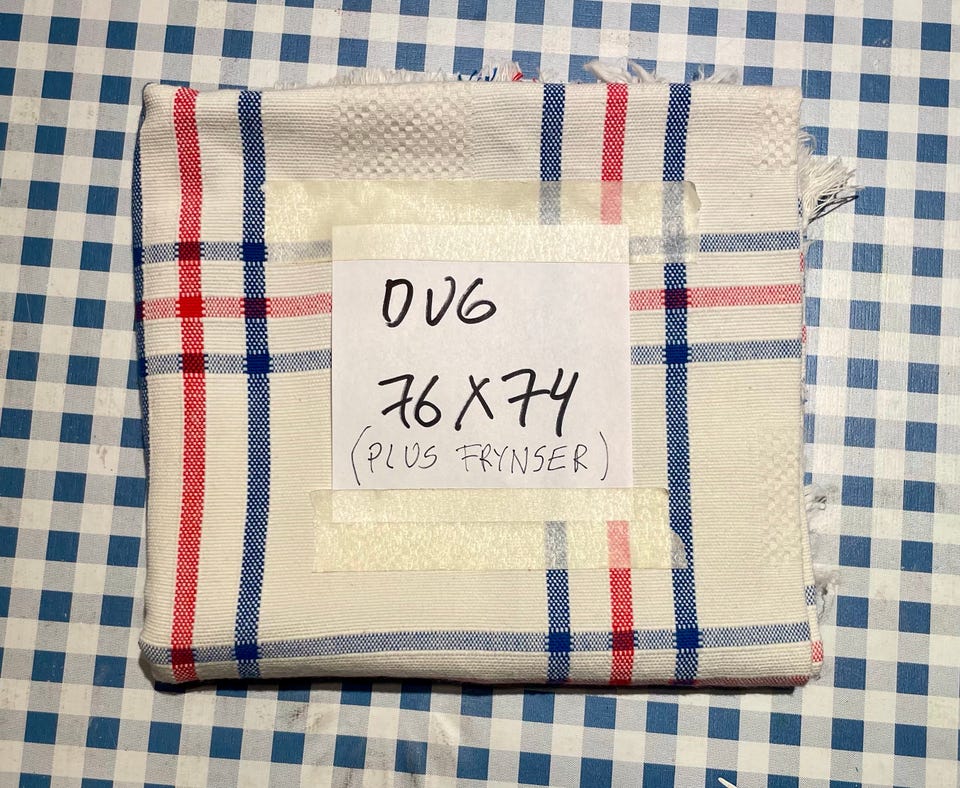 DUG
76 X 74
(PLUS FRYNSER)